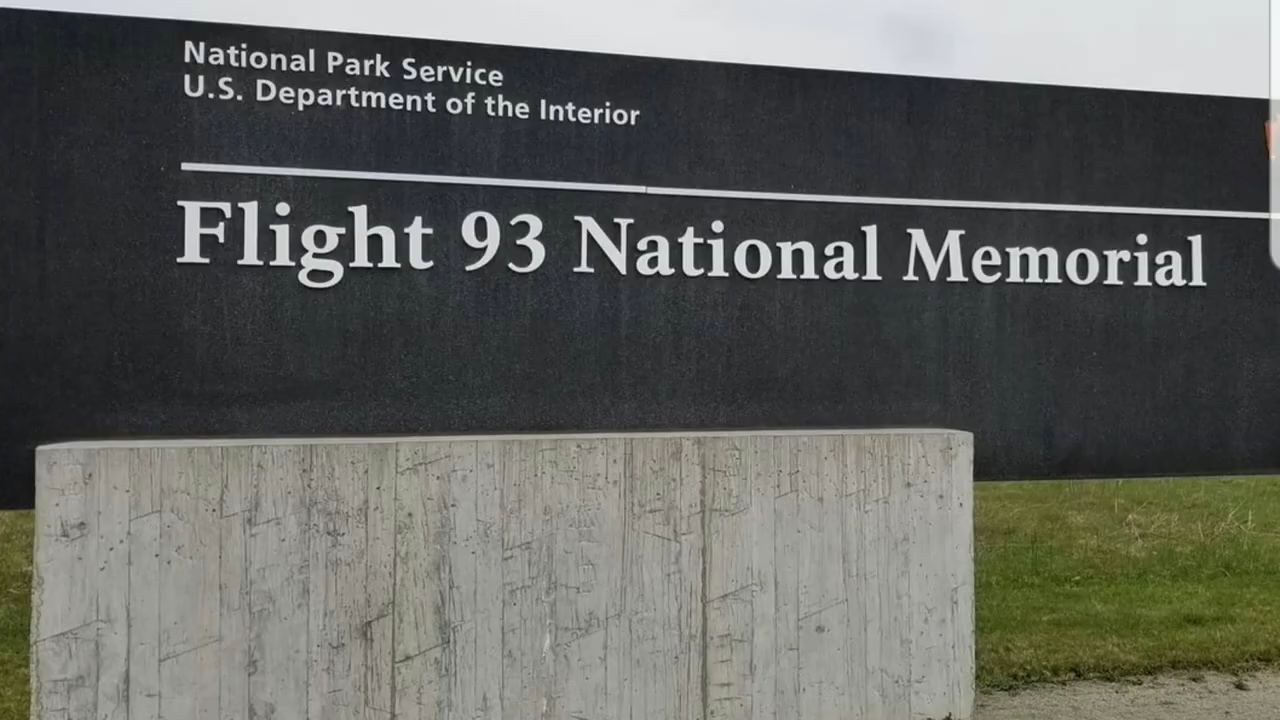 National Park Service
U.S. Department of the Interior
Flight 93 National Memorial